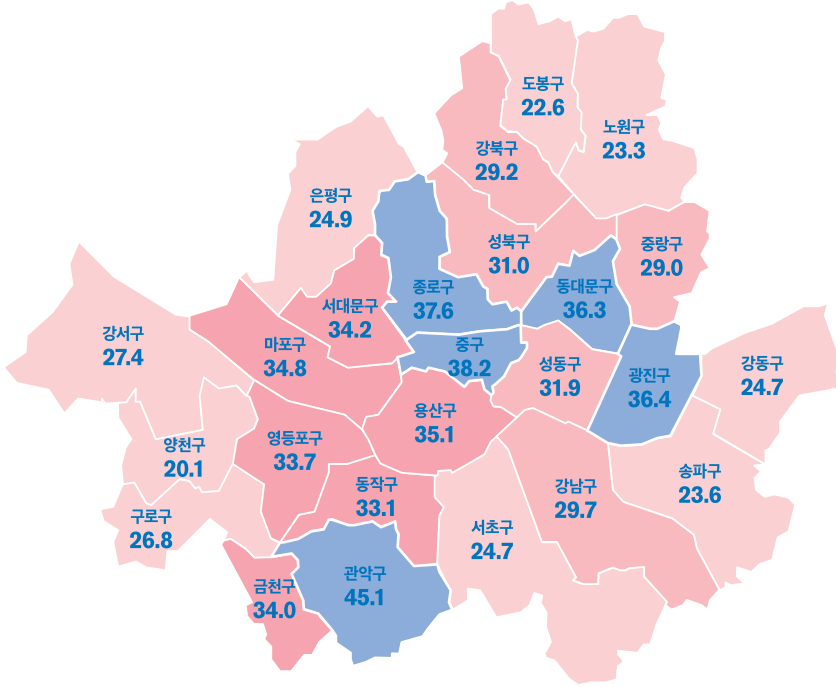 도봉구
22.6
노원구
23.3
강북구
29.2
은평구
24.9
성북구
31.0
중랑구
29.0
종로구
37.6
동대문구
36.3
서대문구
34.2
강서구
27.4
마포구
34.8
중구
38.2
성동구
31.9
광진구
36.4
강동구
24.7
용산구
35.1
양천구
20.1
영등포구
33.7
동작구
33.1
송파구
23.6
강남구
29.7
구로구
26.8
서초구
24.7
금천구
34.0
관악구
45.1